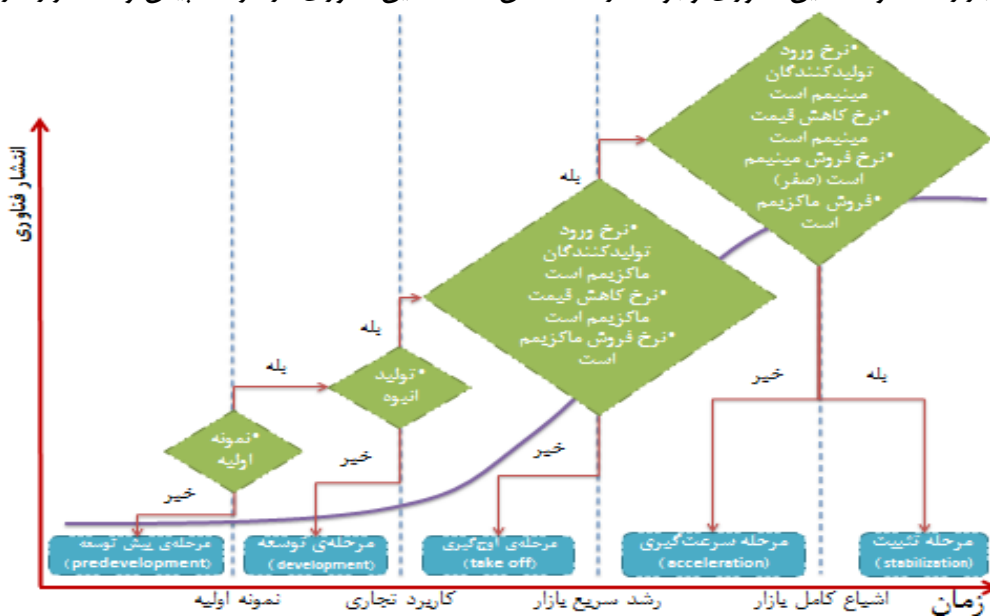 نرخ ورود•
تولیدکنندگان
مینیمم است
نرخ کاهش قیمت•
مینیمم است
نرخ فروش مینیمم•
است (صفر)
فروش ماکزیمم•
است
انتشار فناوری
بله
نرخ ورود•
تولیدکنندگان
ماکزیمم است
نرخ کاهش قیمت•
ماکزیمم است
نرخ فروش ماکزیمم•
است
بله
تولید•
انبوه
بله
نمونه•
اولیه
خیر
خیر
خیر
خیر
بله
مرحله‌ی پیش توسعه
(predevelopment)
مرحله‌ی توسعه
(development)
مرحله‌ی اوج‌گیری
(take off)
مرحله سرعت‌گیری
(acceleration)
مرحله تثبیت
(stabilization)
نمونه اولیه
کاربرد تجاری
رشد سریع بازار
اشباع کامل بازار
زمان